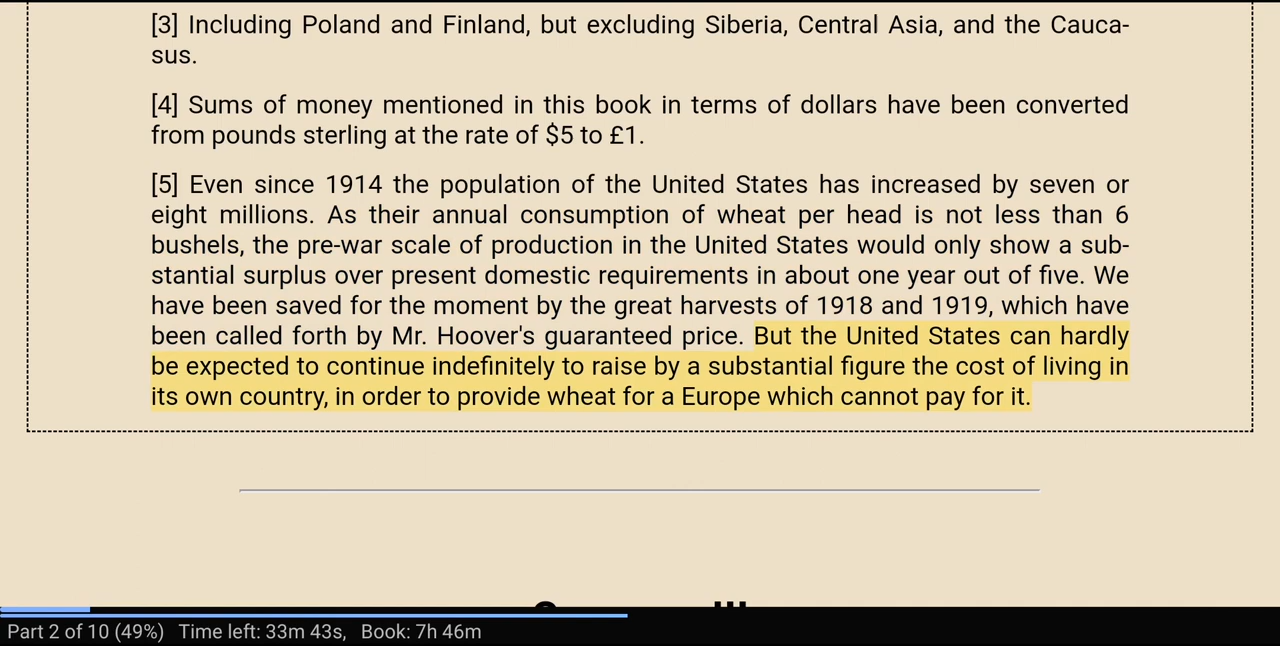 [3] Including Poland and Finland, but excluding Siberia, Central Asia, and the Cauca-
sus.
[4] Sums of money mentioned in this book in terms of dollars have been converted
from pounds sterling at the rate of $5 to £1.
[5] Even since 1914 the population of the United States has increased by seven or
eight millions. As their annual consumption of wheat per head is not less than 6
bushels, the pre-war scale of production in the United States would only show a sub-
stantial surplus over present domestic requirements in about one year out of five. We
have been saved for the moment by the great harvests of 1918 and 1919, which have
been called forth by Mr. Hoover's guaranteed price. But the United States can hardly
be expected to continue indefinitely to raise by a substantial figure the cost of living in
its own country, in order to provide wheat for a Europe which cannot pay for it.
Part 2 of 10 (49%) Time left: 33m 43s, Book: 7h 46m